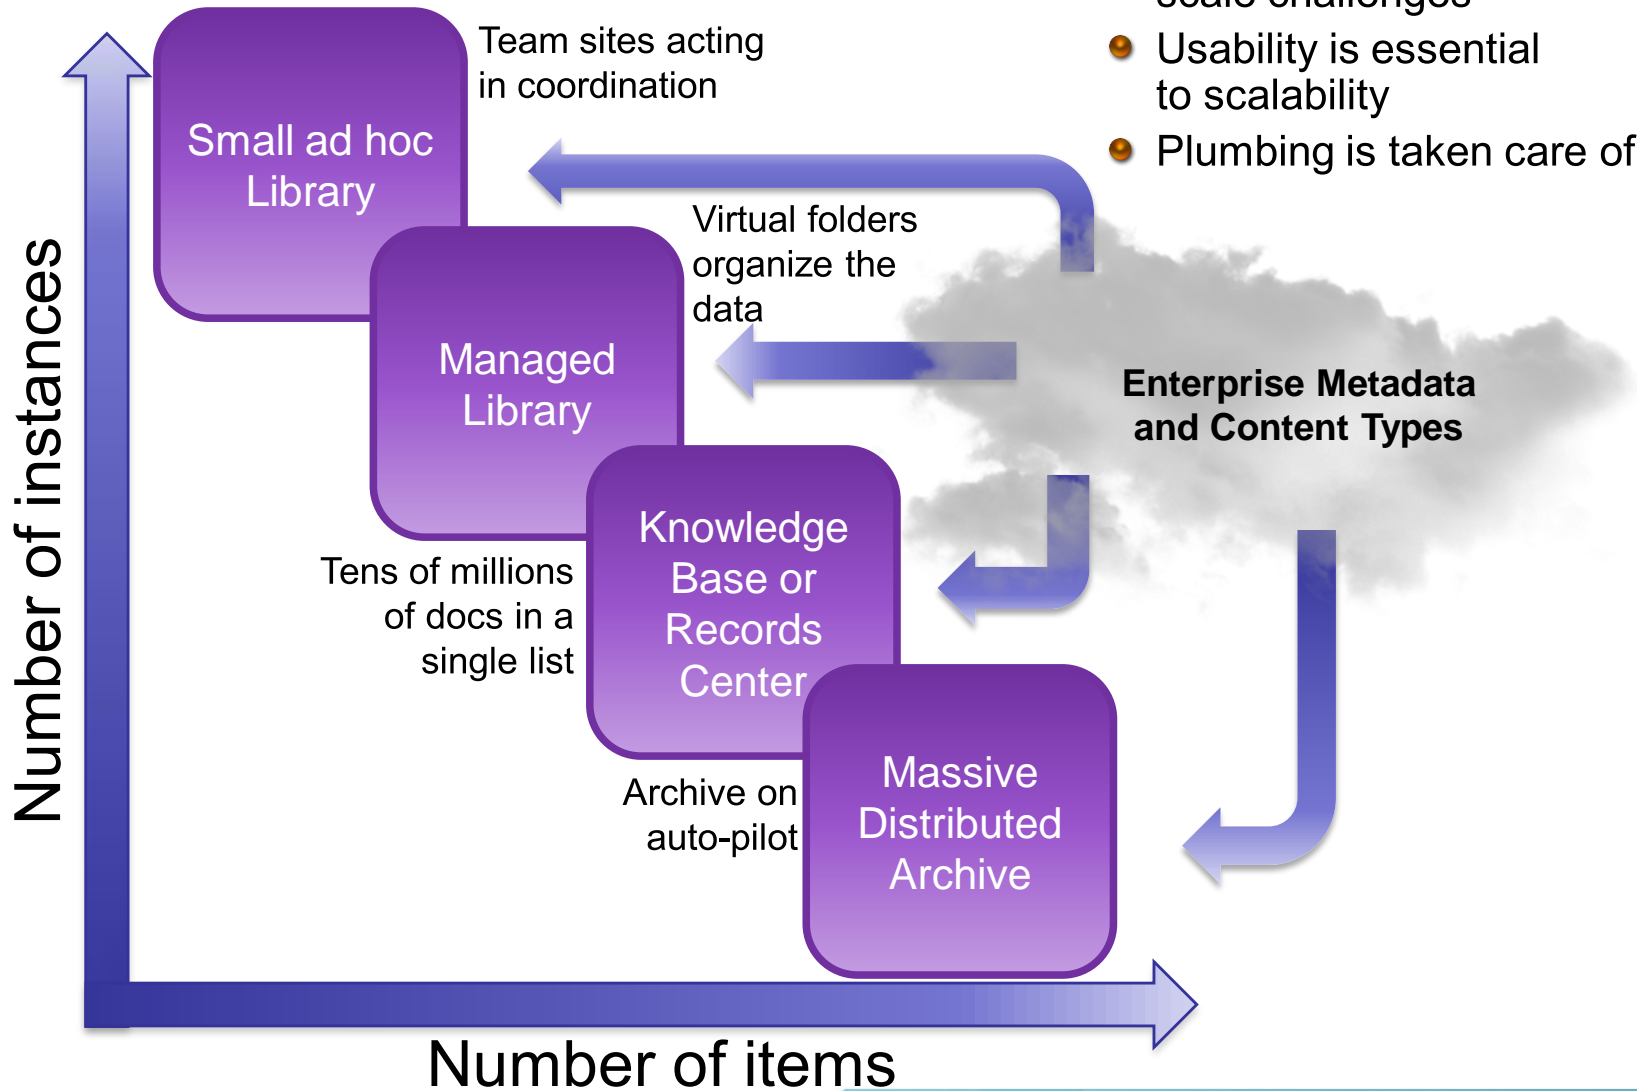 scale challenges
Usability is essential
to scalability
Plumbing is taken care of
Team sites acting
in coordination
Small ad hoc
Library
Virtual folders
organize the
data
Managed
Library
Enterprise Metadata
and Content Types
Knowledge
Base or
Records
Center
Tens of millions
of docs in a
single list
Massive
Distributed
Archive
Archive on
auto-pilot
Number of instances
Number of items